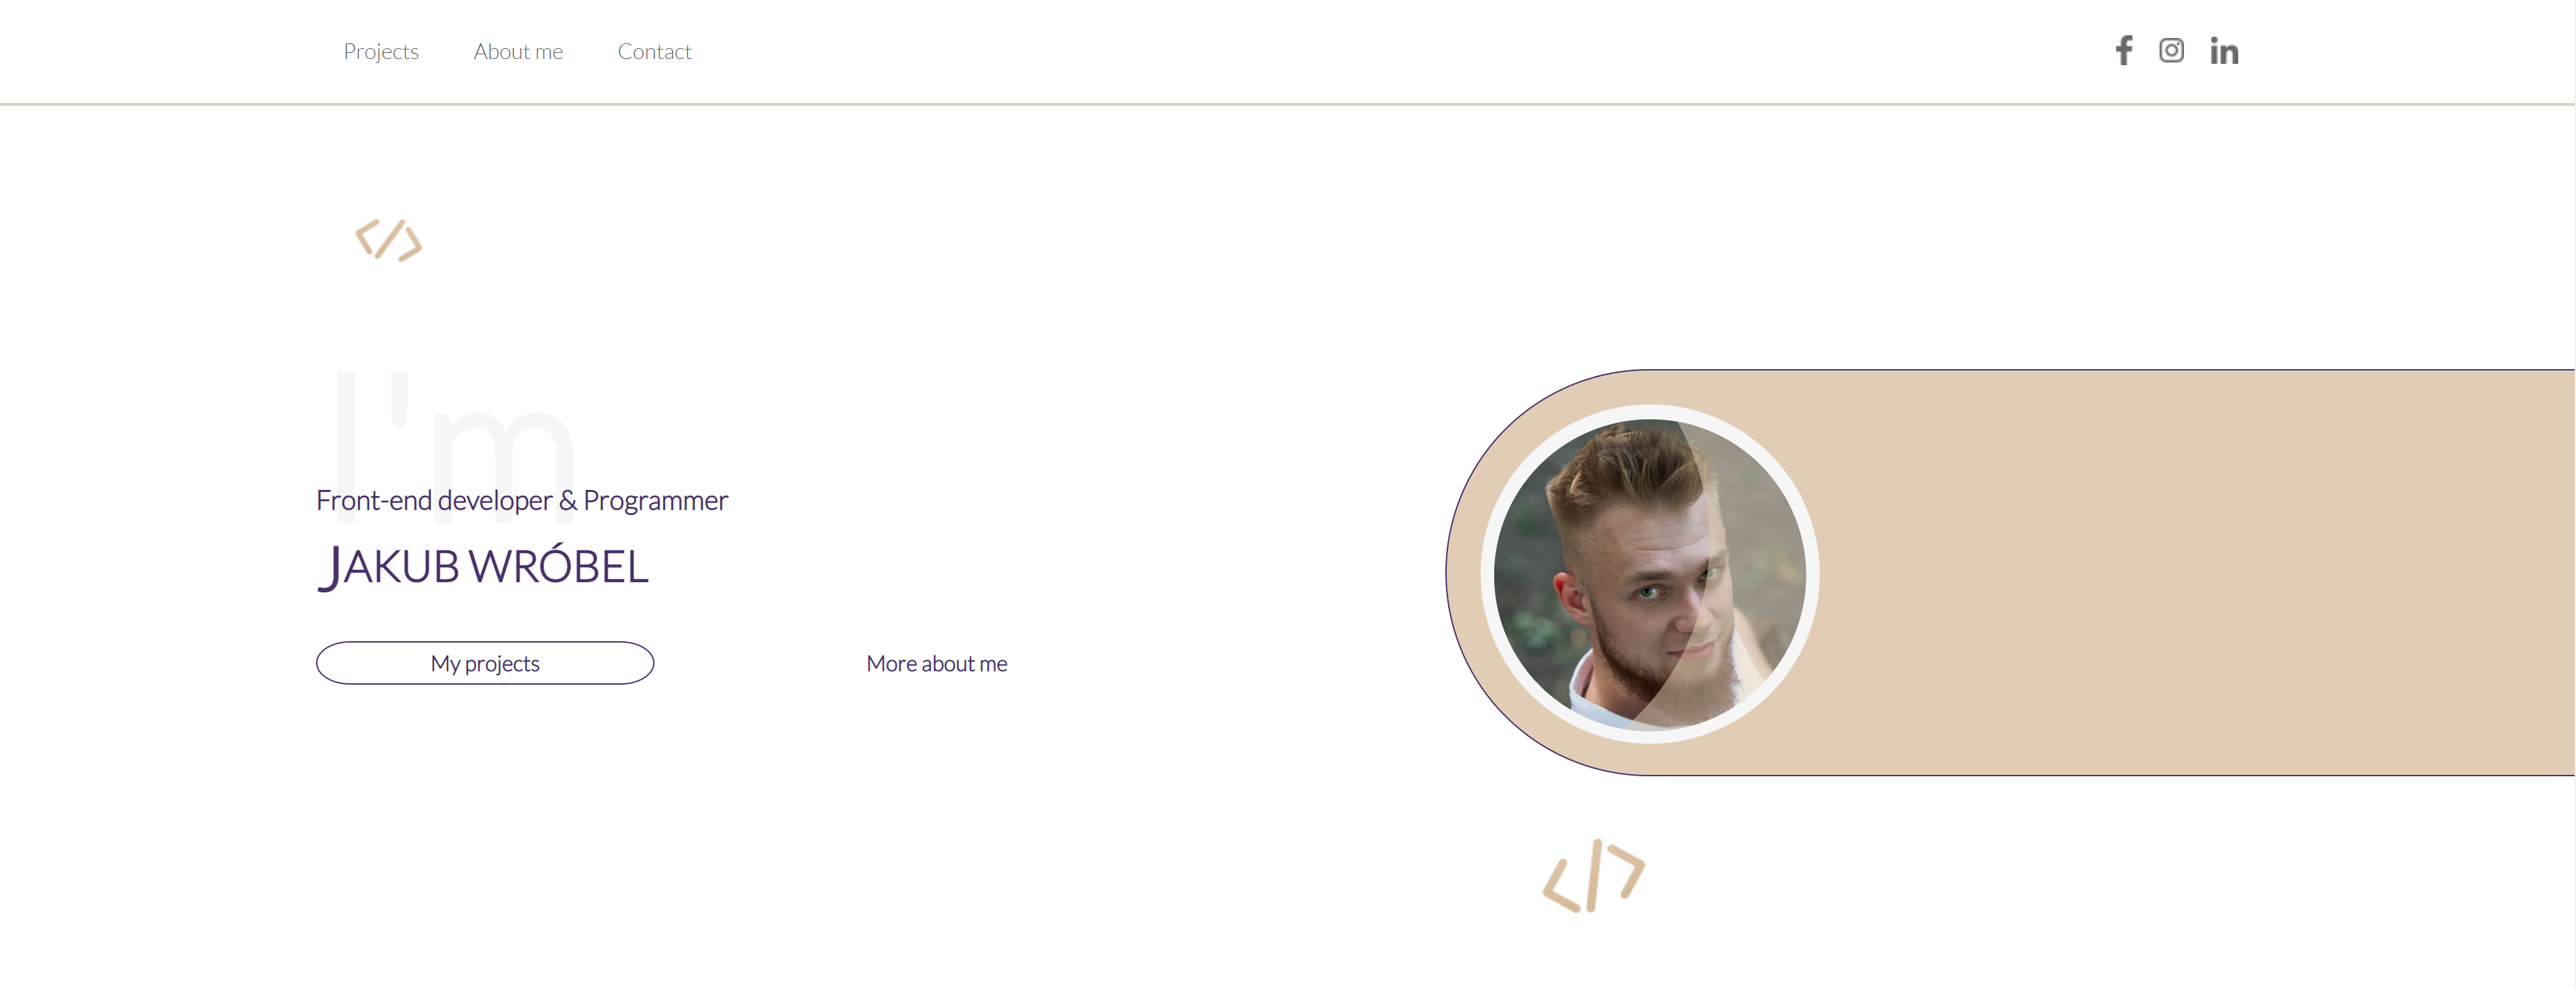 Projects About me Contact
</>
I'm
Front-end developer & Programmer
JAKUB WRÓBEL
My projects More about me
</>